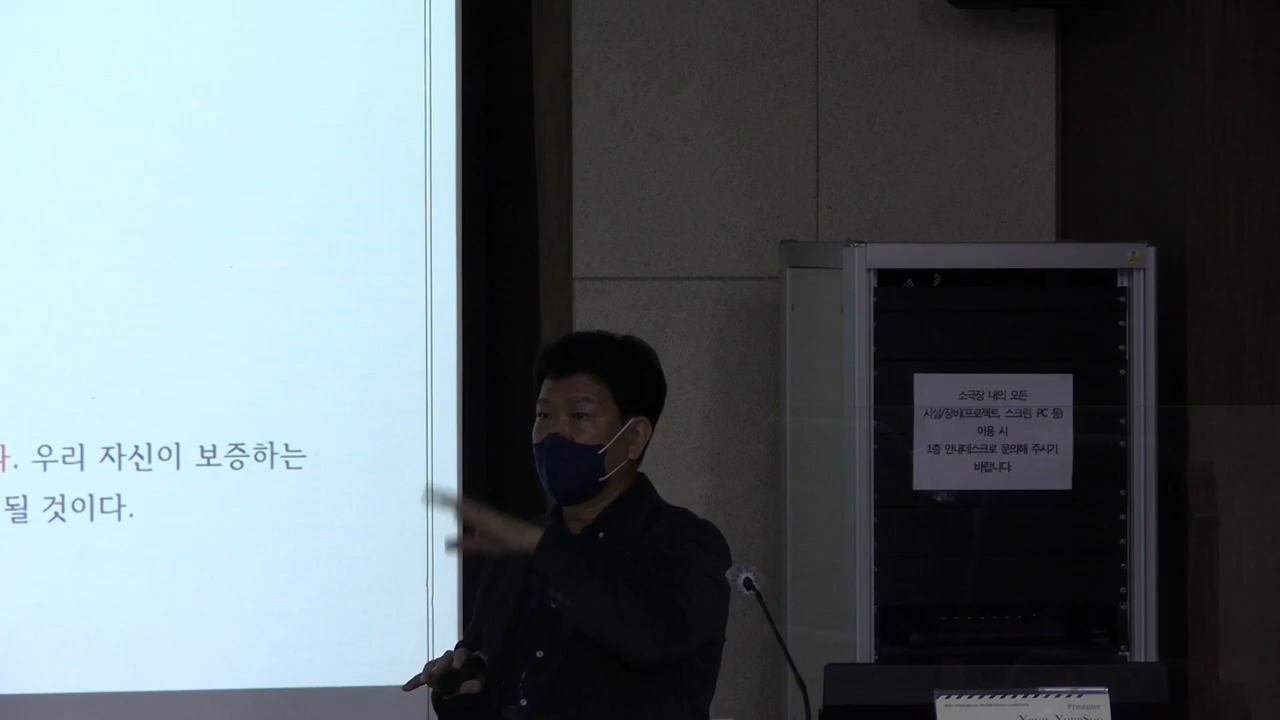 . 우리 자신이 보증하는
될 것이다.
소극장 내의 모든
시설/장비(프로젝트, 스크린, PC 등)
이용 시
1층 안내데스크로 문의해 주시기
바랍니다.
Presenter